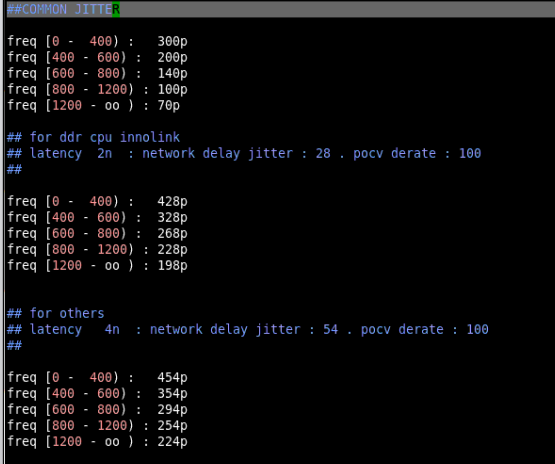 ##COMMON JITTER
freq [0 -  400) :   300p
freq [400 - 600) :  200p
freq [600 - 800) :  140p
freq [800 - 1200) : 100p
freq [1200 - oo ) : 70p
## for ddr cpu innolink
## latency  2n  : network delay jitter : 28 . pocv derate : 100
##
freq [0 -  400) :   428p
freq [400 - 600) :  328p
freq [600 - 800) :  268p
freq [800 - 1200) : 228p
freq [1200 - oo ) : 198p
## for others
## latency   4n  : network delay jitter : 54 . pocv derate : 100
##
freq [0 -  400) :   454p
freq [400 - 600) :  354p
freq [600 - 800) :  294p
freq [800 - 1200) : 254p
freq [1200 - oo ) : 224p